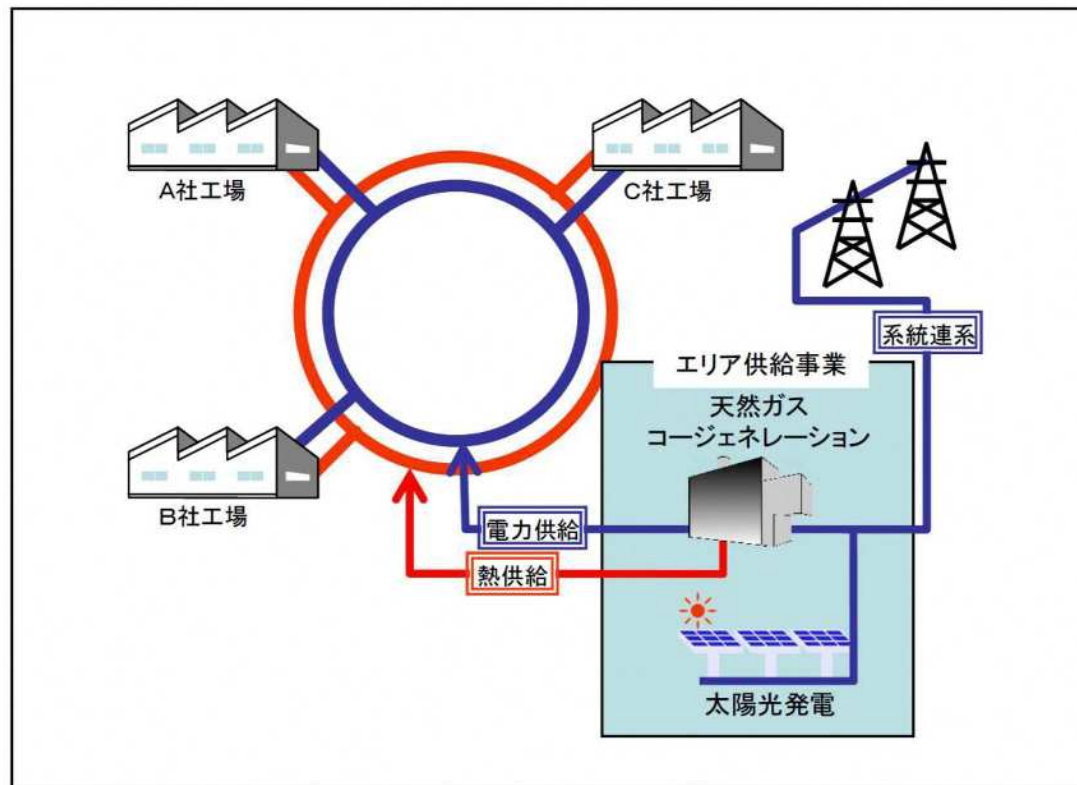 A社工場
C社工場
系統連系
エリア供給事業
天然ガス
コージェネレーション
B社工場
電力供給
熱供給
太陽光発電